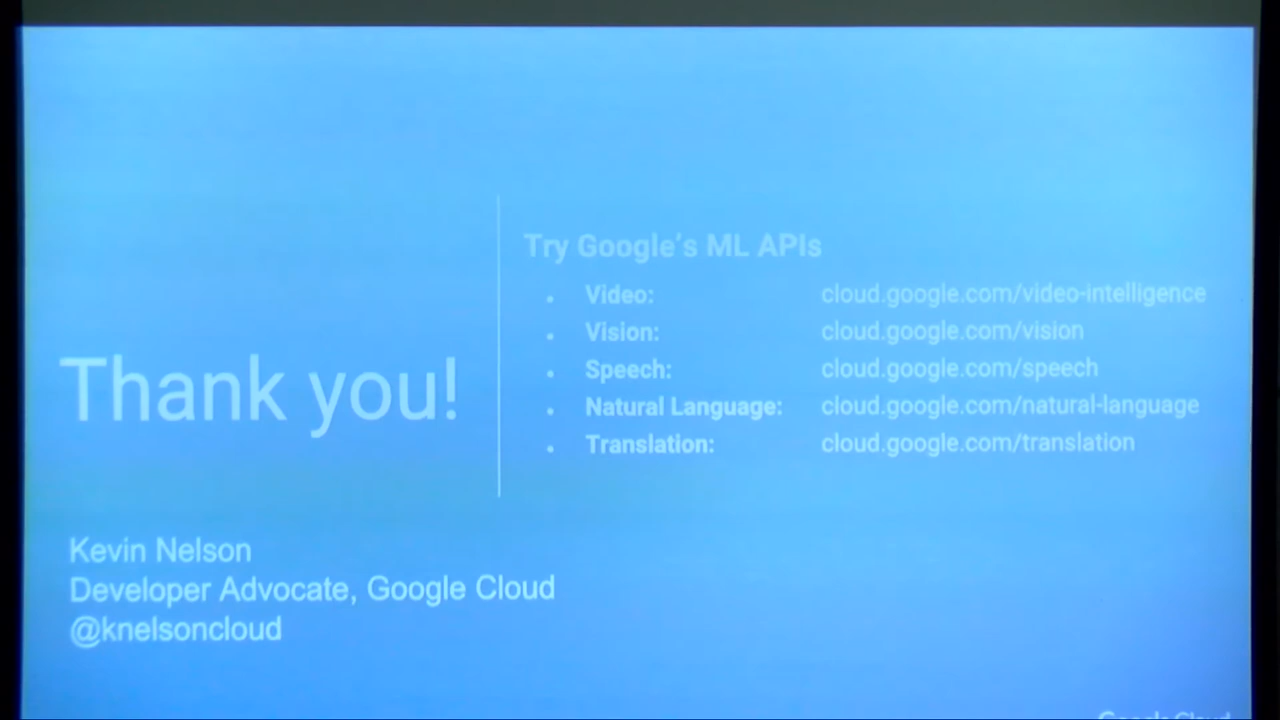 Thank you!
Try Google's ML APIs
• Video: cloud.google.com/video-intelligence
• Vision: cloud.google.com/vision
• Speech: cloud.google.com/speech
• Natural Language: cloud.google.com/natural-language
• Translation: cloud.google.com/translation
Kevin Nelson
Developer Advocate, Google Cloud
@knelsoncloud
Google Cloud